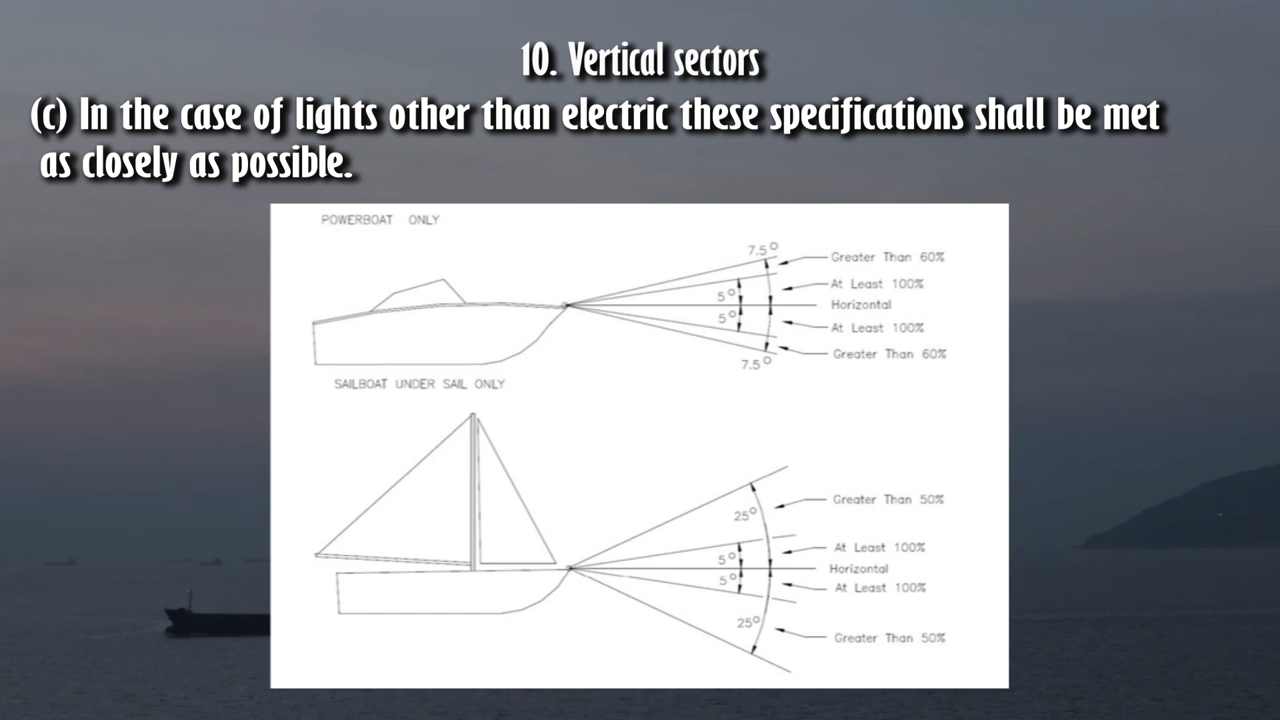 10. Vertical sectors
(c) In the case of lights other than electric these specifications shall be met
as closely as possible.
POWERBOAT ONLY
7.5°
Greater Than 60%
At Least 100%
5°
Horizontal
5°
At Least 100%
Greater Than 60%
7.5°
SAILBOAT UNDER SAIL ONLY
Greater Than 50%
25°
At Least 100%
5°
Horizontal
5°
At Least 100%
25°
Greater Than 50%